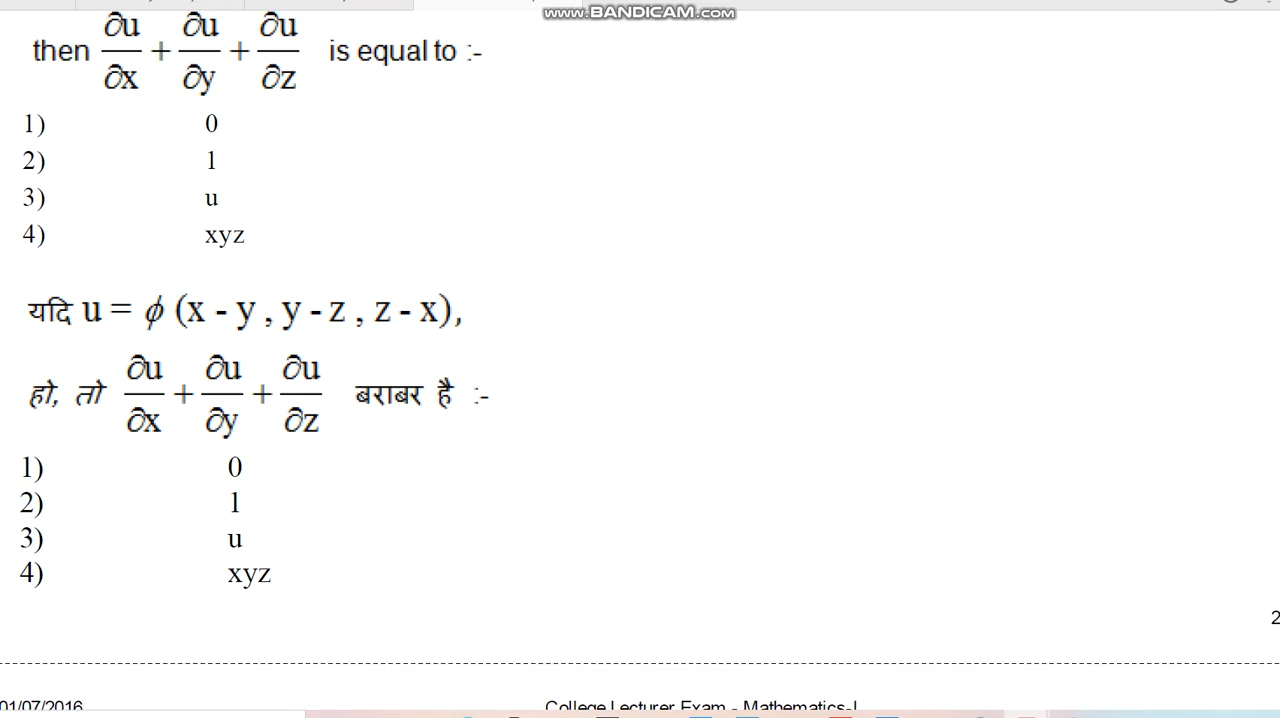 www.BANDICAM.com
then ∂u/∂x + ∂u/∂y + ∂u/∂z is equal to :-
1) 0
2) 1
3) u
4) xyz
यदि u = ϕ (x - y , y - z , z - x),
हो, तो ∂u/∂x + ∂u/∂y + ∂u/∂z बराबर है :-
1) 0
2) 1
3) u
4) xyz
2
01/07/2016 College Lecturer Exam - Mathematics-I